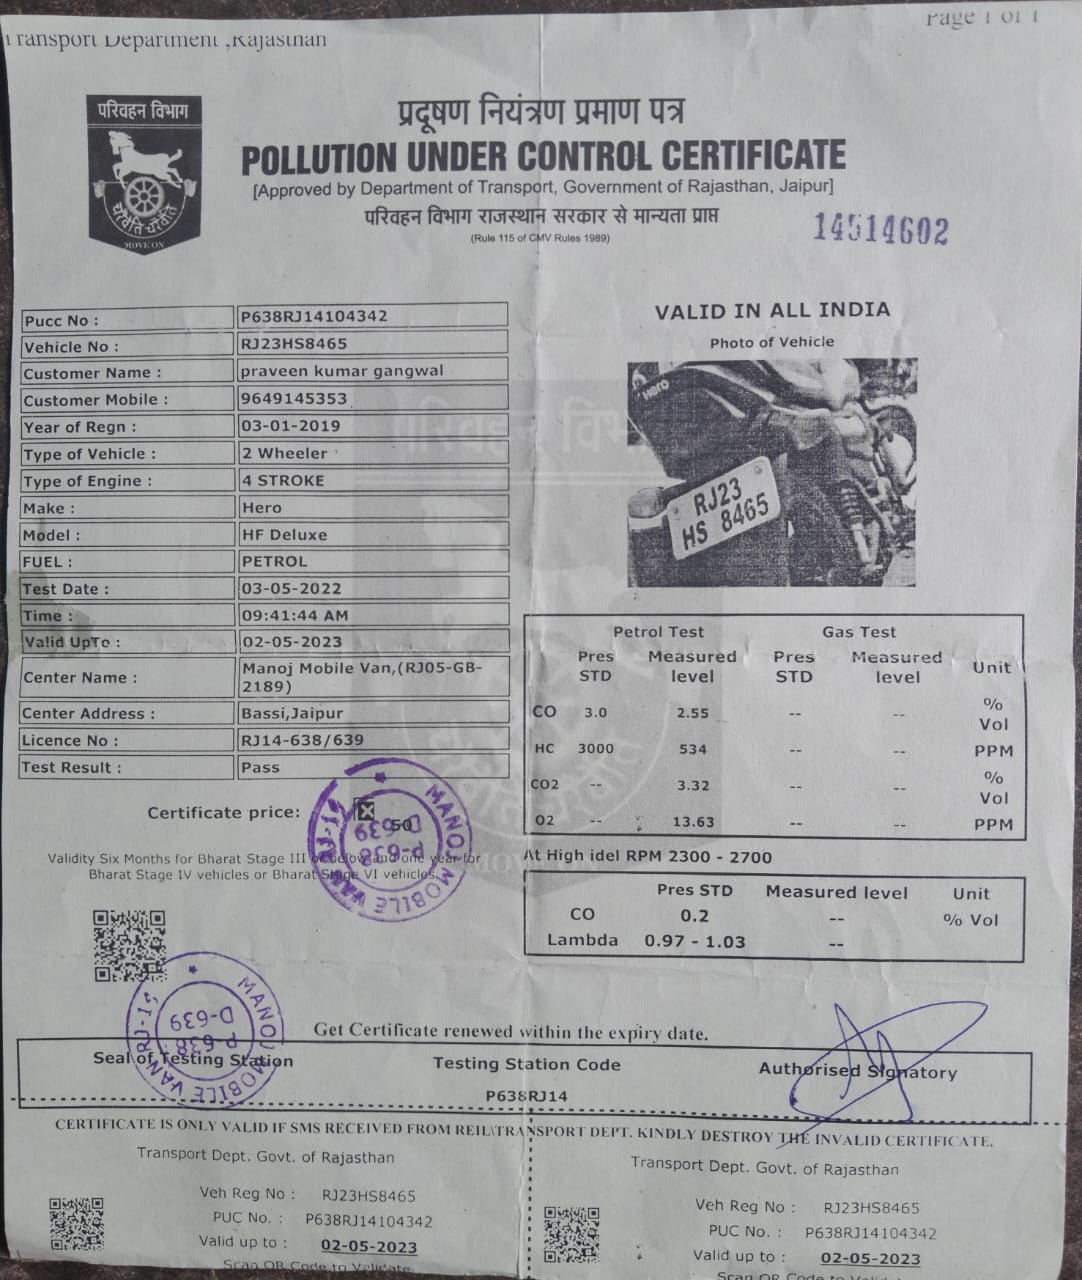 Transport Department ,Rajasthan
Page 1 of 1
परिवहन विभाग
चरैवेति चरैवेति
MOVE ON
प्रदूषण नियंत्रण प्रमाण पत्र
POLLUTION UNDER CONTROL CERTIFICATE
[Approved by Department of Transport, Government of Rajasthan, Jaipur]
परिवहन विभाग राजस्थान सरकार से मान्यता प्राप्त
(Rule 115 of CMV Rules 1989)
14514602
Pucc No : P638RJ14104342
Vehicle No : RJ23HS8465
Customer Name : praveen kumar gangwal
Customer Mobile : 9649145353
Year of Regn : 03-01-2019
Type of Vehicle : 2 Wheeler
Type of Engine : 4 STROKE
Make : Hero
Model : HF Deluxe
FUEL : PETROL
Test Date : 03-05-2022
Time : 09:41:44 AM
Valid UpTo : 02-05-2023
Center Name : Manoj Mobile Van,(RJ05-GB-
2189)
Center Address : Bassi,Jaipur
Licence No : RJ14-638/639
Test Result : Pass
VALID IN ALL INDIA
Photo of Vehicle
Hero
RJ23
HS 8465
Petrol Test Gas Test
Pres STD Measured level Pres STD Measured level Unit
CO 3.0 2.55 -- -- % Vol
HC 3000 534 -- -- PPM
CO2 -- 3.32 -- -- % Vol
O2 -- 13.63 -- -- PPM
At High idel RPM 2300 - 2700
Pres STD Measured level Unit
CO 0.2 -- % Vol
Lambda 0.97 - 1.03 --
Certificate price: 50
Validity Six Months for Bharat Stage III or below and one year for
Bharat Stage IV vehicles or Bharat Stage VI vehicles.
MANOJ MOBILE VAN
P-638
D-639
MANOJ MOBILE VAN
P-638
D-639
Get Certificate renewed within the expiry date.
Seal of Testing Station Testing Station Code Authorised Signatory
P638RJ14
CERTIFICATE IS ONLY VALID IF SMS RECEIVED FROM REIL\TRANSPORT DEPT. KINDLY DESTROY THE INVALID CERTIFICATE.
Transport Dept. Govt. of Rajasthan
Veh Reg No : RJ23HS8465
PUC No. : P638RJ14104342
Valid up to : 02-05-2023
Scan QR Code to Validate
Transport Dept. Govt. of Rajasthan
Veh Reg No : RJ23HS8465
PUC No. : P638RJ14104342
Valid up to : 02-05-2023
Scan QR Code to Validate